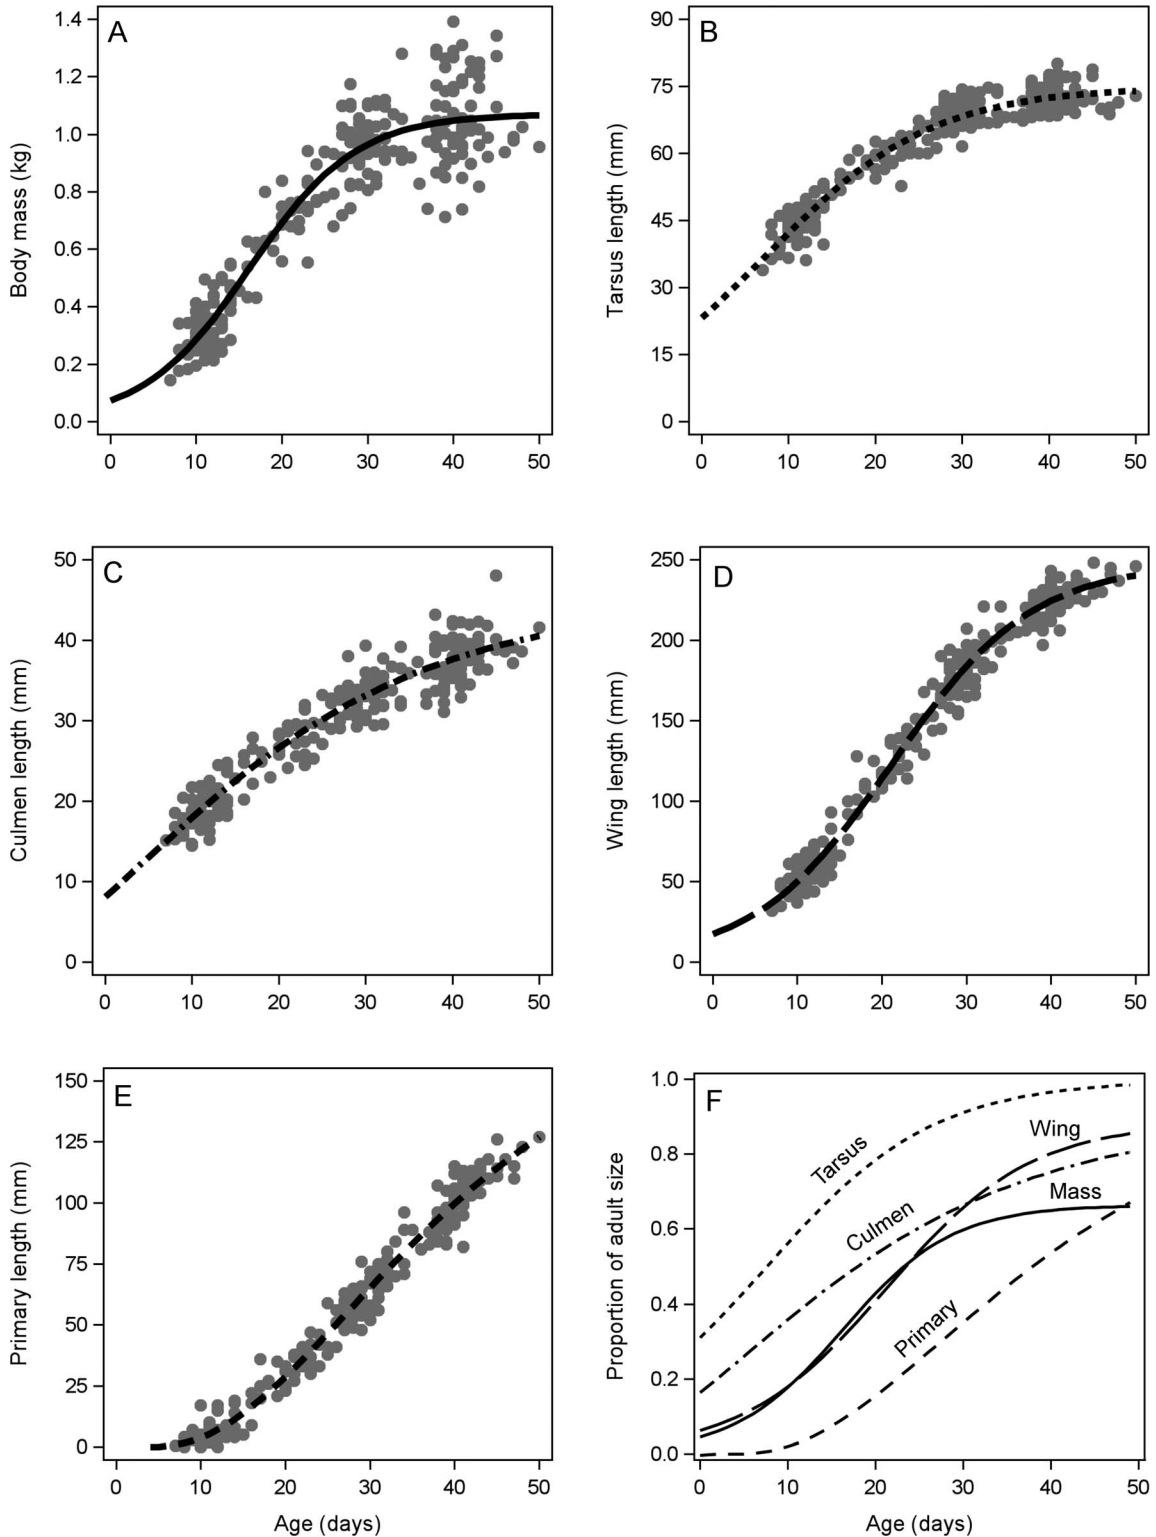 A
Body mass (kg)
1.4
1.2
1.0
0.8
0.6
0.4
0.2
0.0
0 10 20 30 40 50
B
Tarsus length (mm)
90
75
60
45
30
15
0
0 10 20 30 40 50
C
Culmen length (mm)
50
40
30
20
10
0
0 10 20 30 40 50
D
Wing length (mm)
250
200
150
100
50
0
0 10 20 30 40 50
E
Primary length (mm)
150
125
100
75
50
25
0
0 10 20 30 40 50
Age (days)
F
Proportion of adult size
1.0
0.8
0.6
0.4
0.2
0.0
Tarsus
Wing
Culmen
Mass
Primary
0 10 20 30 40 50
Age (days)